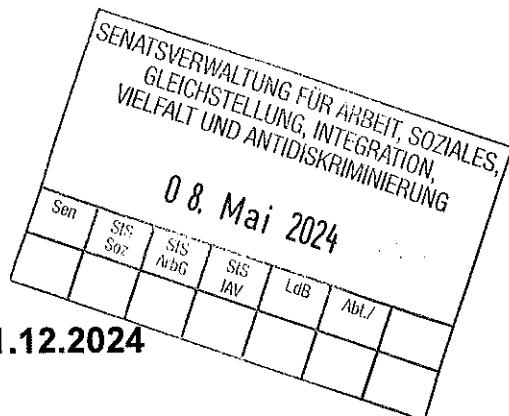 SENATSVERWALTUNG FÜR ARBEIT, SOZIALES,
GLEICHSTELLUNG, INTEGRATION,
VIELFALT UND ANTIDISKRIMINIERUNG
08. Mai 2024
Sen StS Soz StS ArbG StS IAV LdB Abt./
1.12.2024